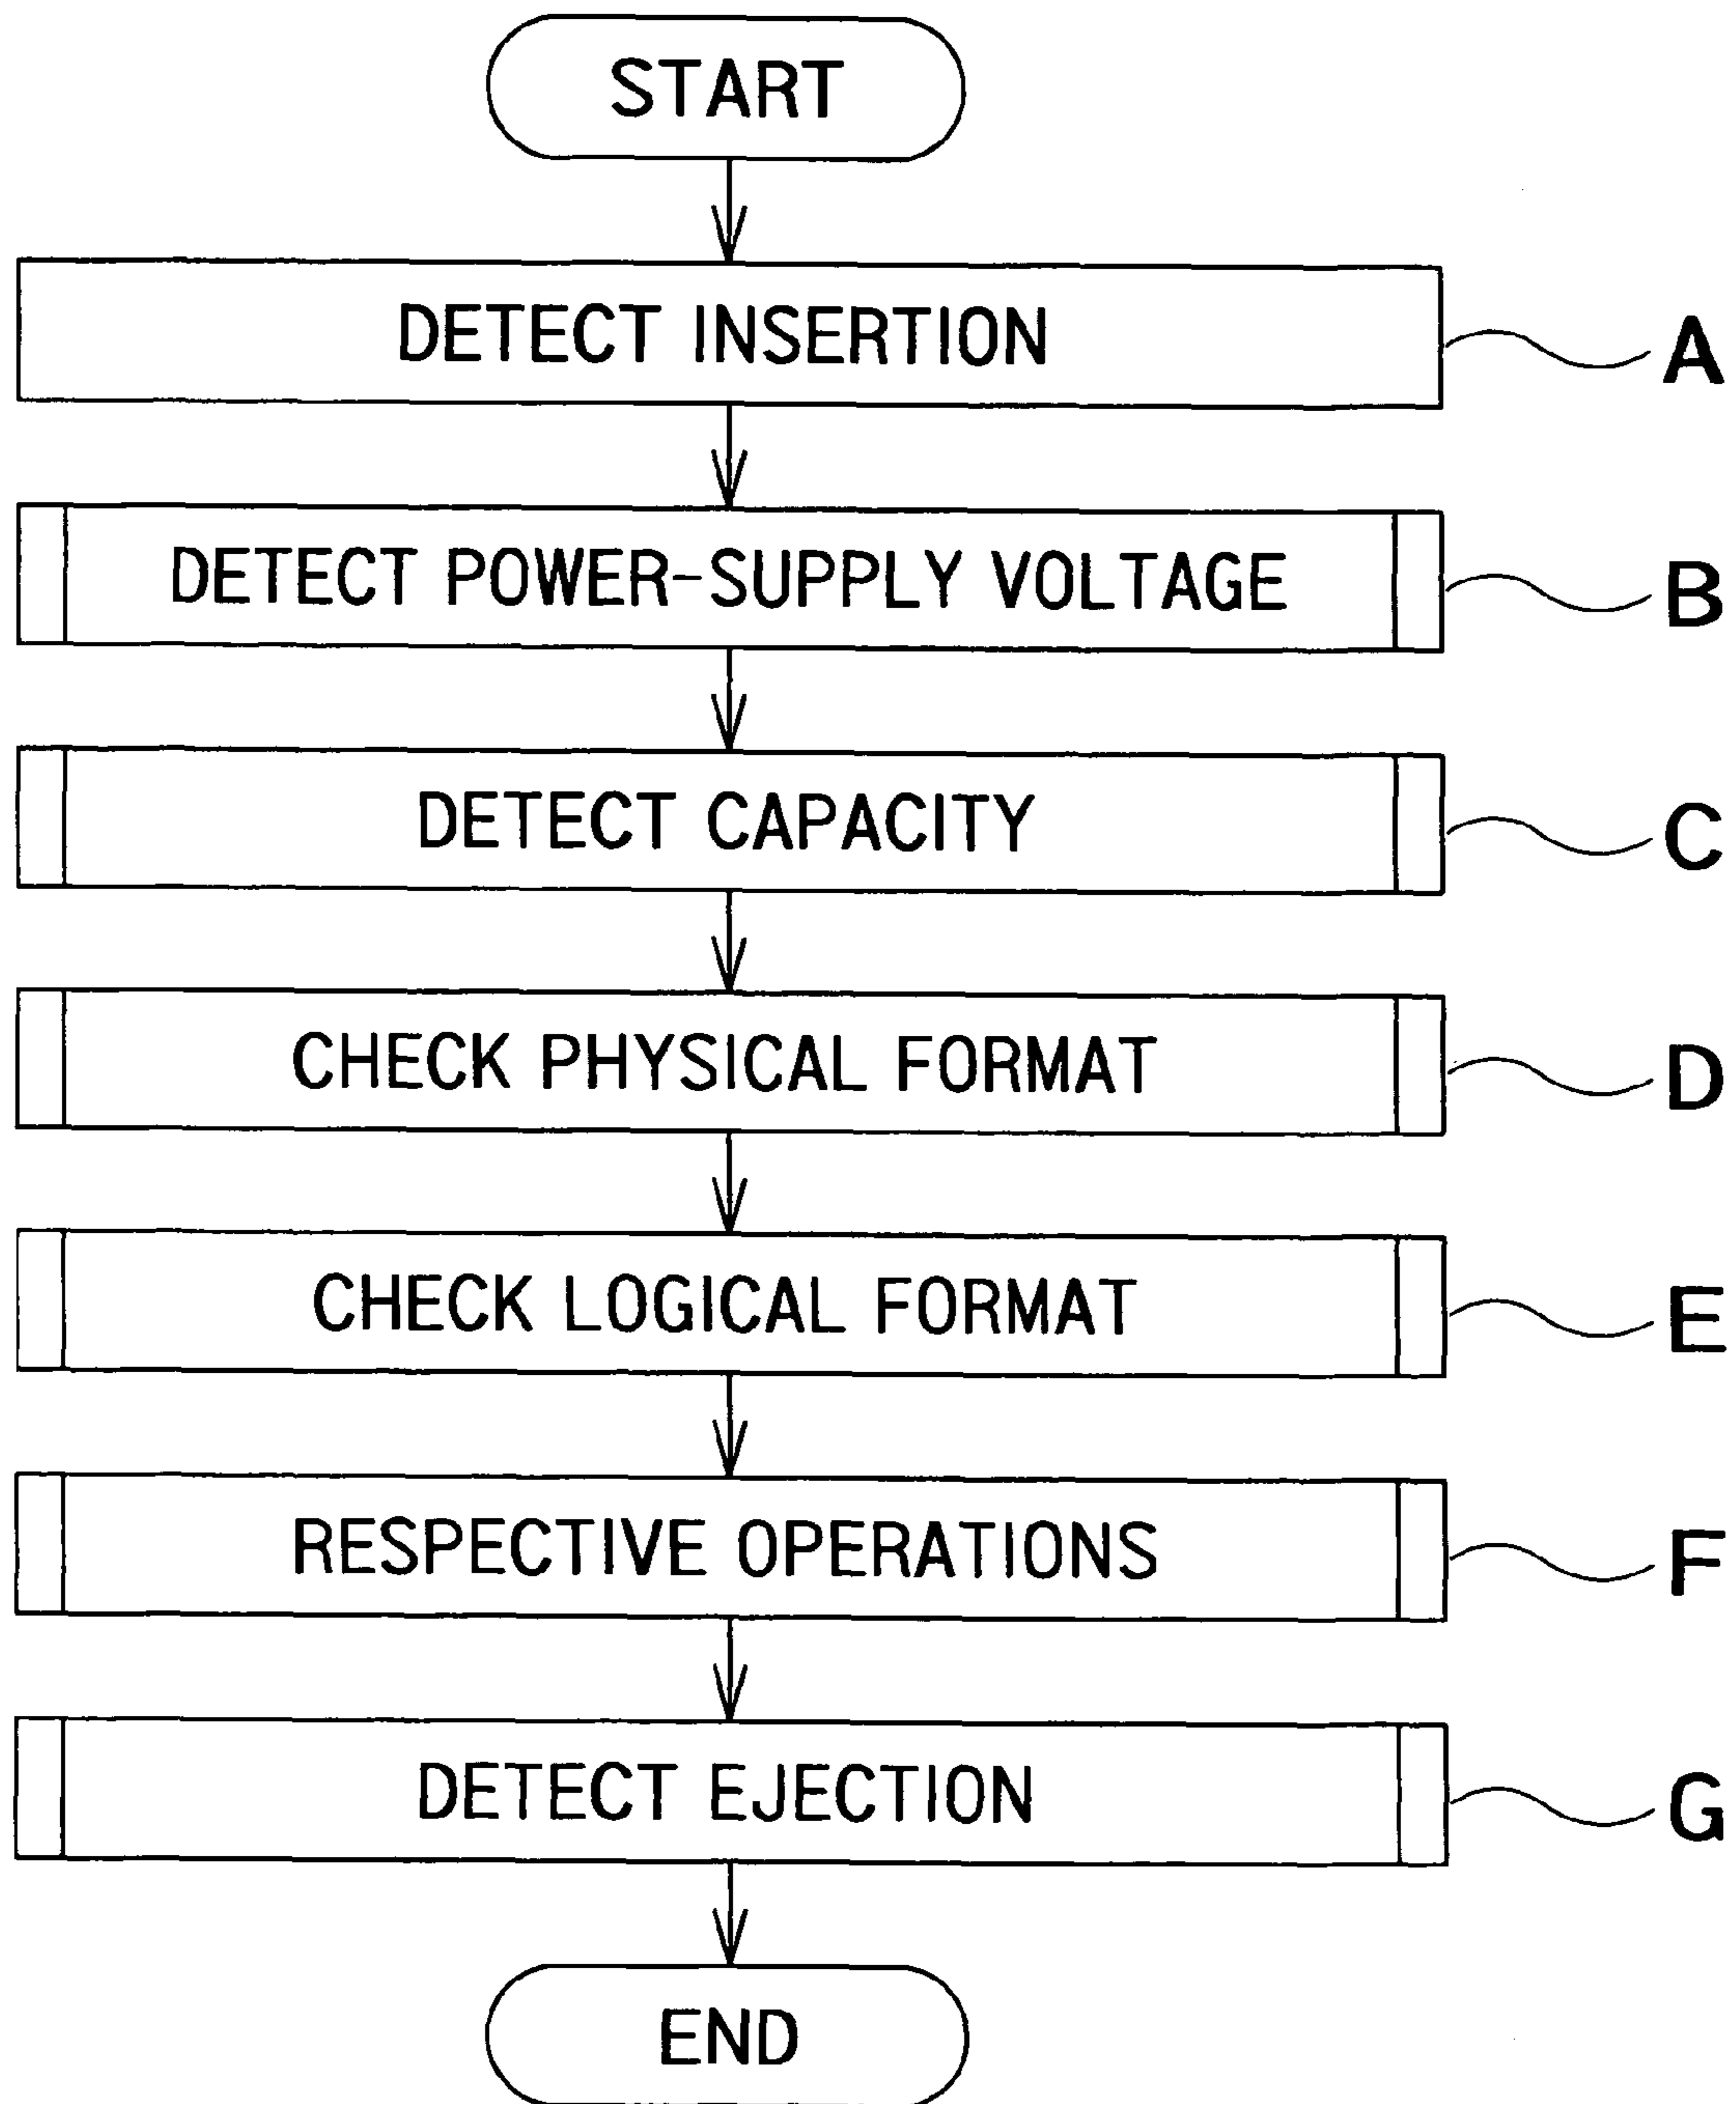 START
DETECT INSERTION
A
DETECT POWER-SUPPLY VOLTAGE
B
DETECT CAPACITY
C
CHECK PHYSICAL FORMAT
D
CHECK LOGICAL FORMAT
E
RESPECTIVE OPERATIONS
F
DETECT EJECTION
G
END